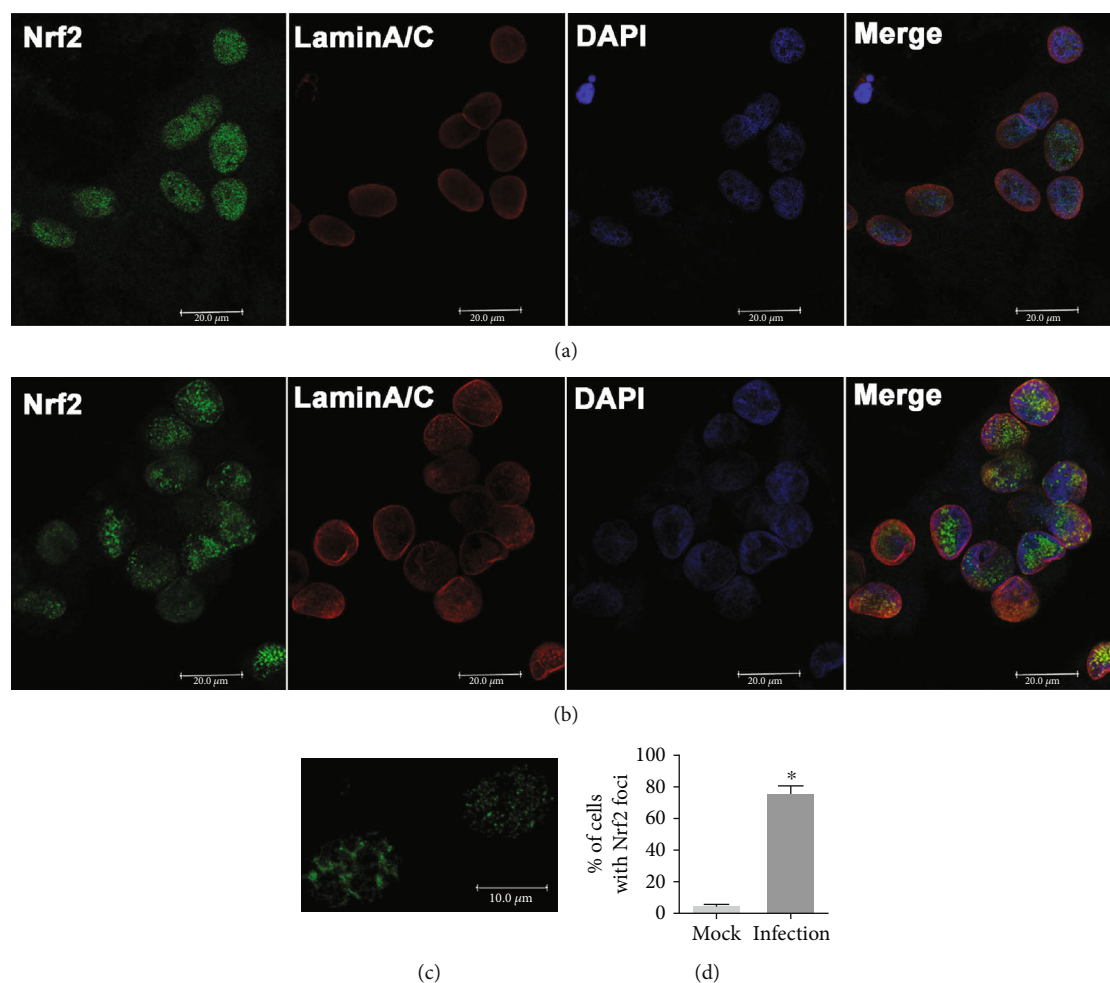 Nrf2 LaminA/C DAPI Merge
20.0 μm 20.0 μm 20.0 μm 20.0 μm
(a)
Nrf2 LaminA/C DAPI Merge
20.0 μm 20.0 μm 20.0 μm 20.0 μm
(b)
10.0 μm
(c)
% of cells
with Nrf2 foci
100
80
60
40
20
0
*
Mock Infection
(d)